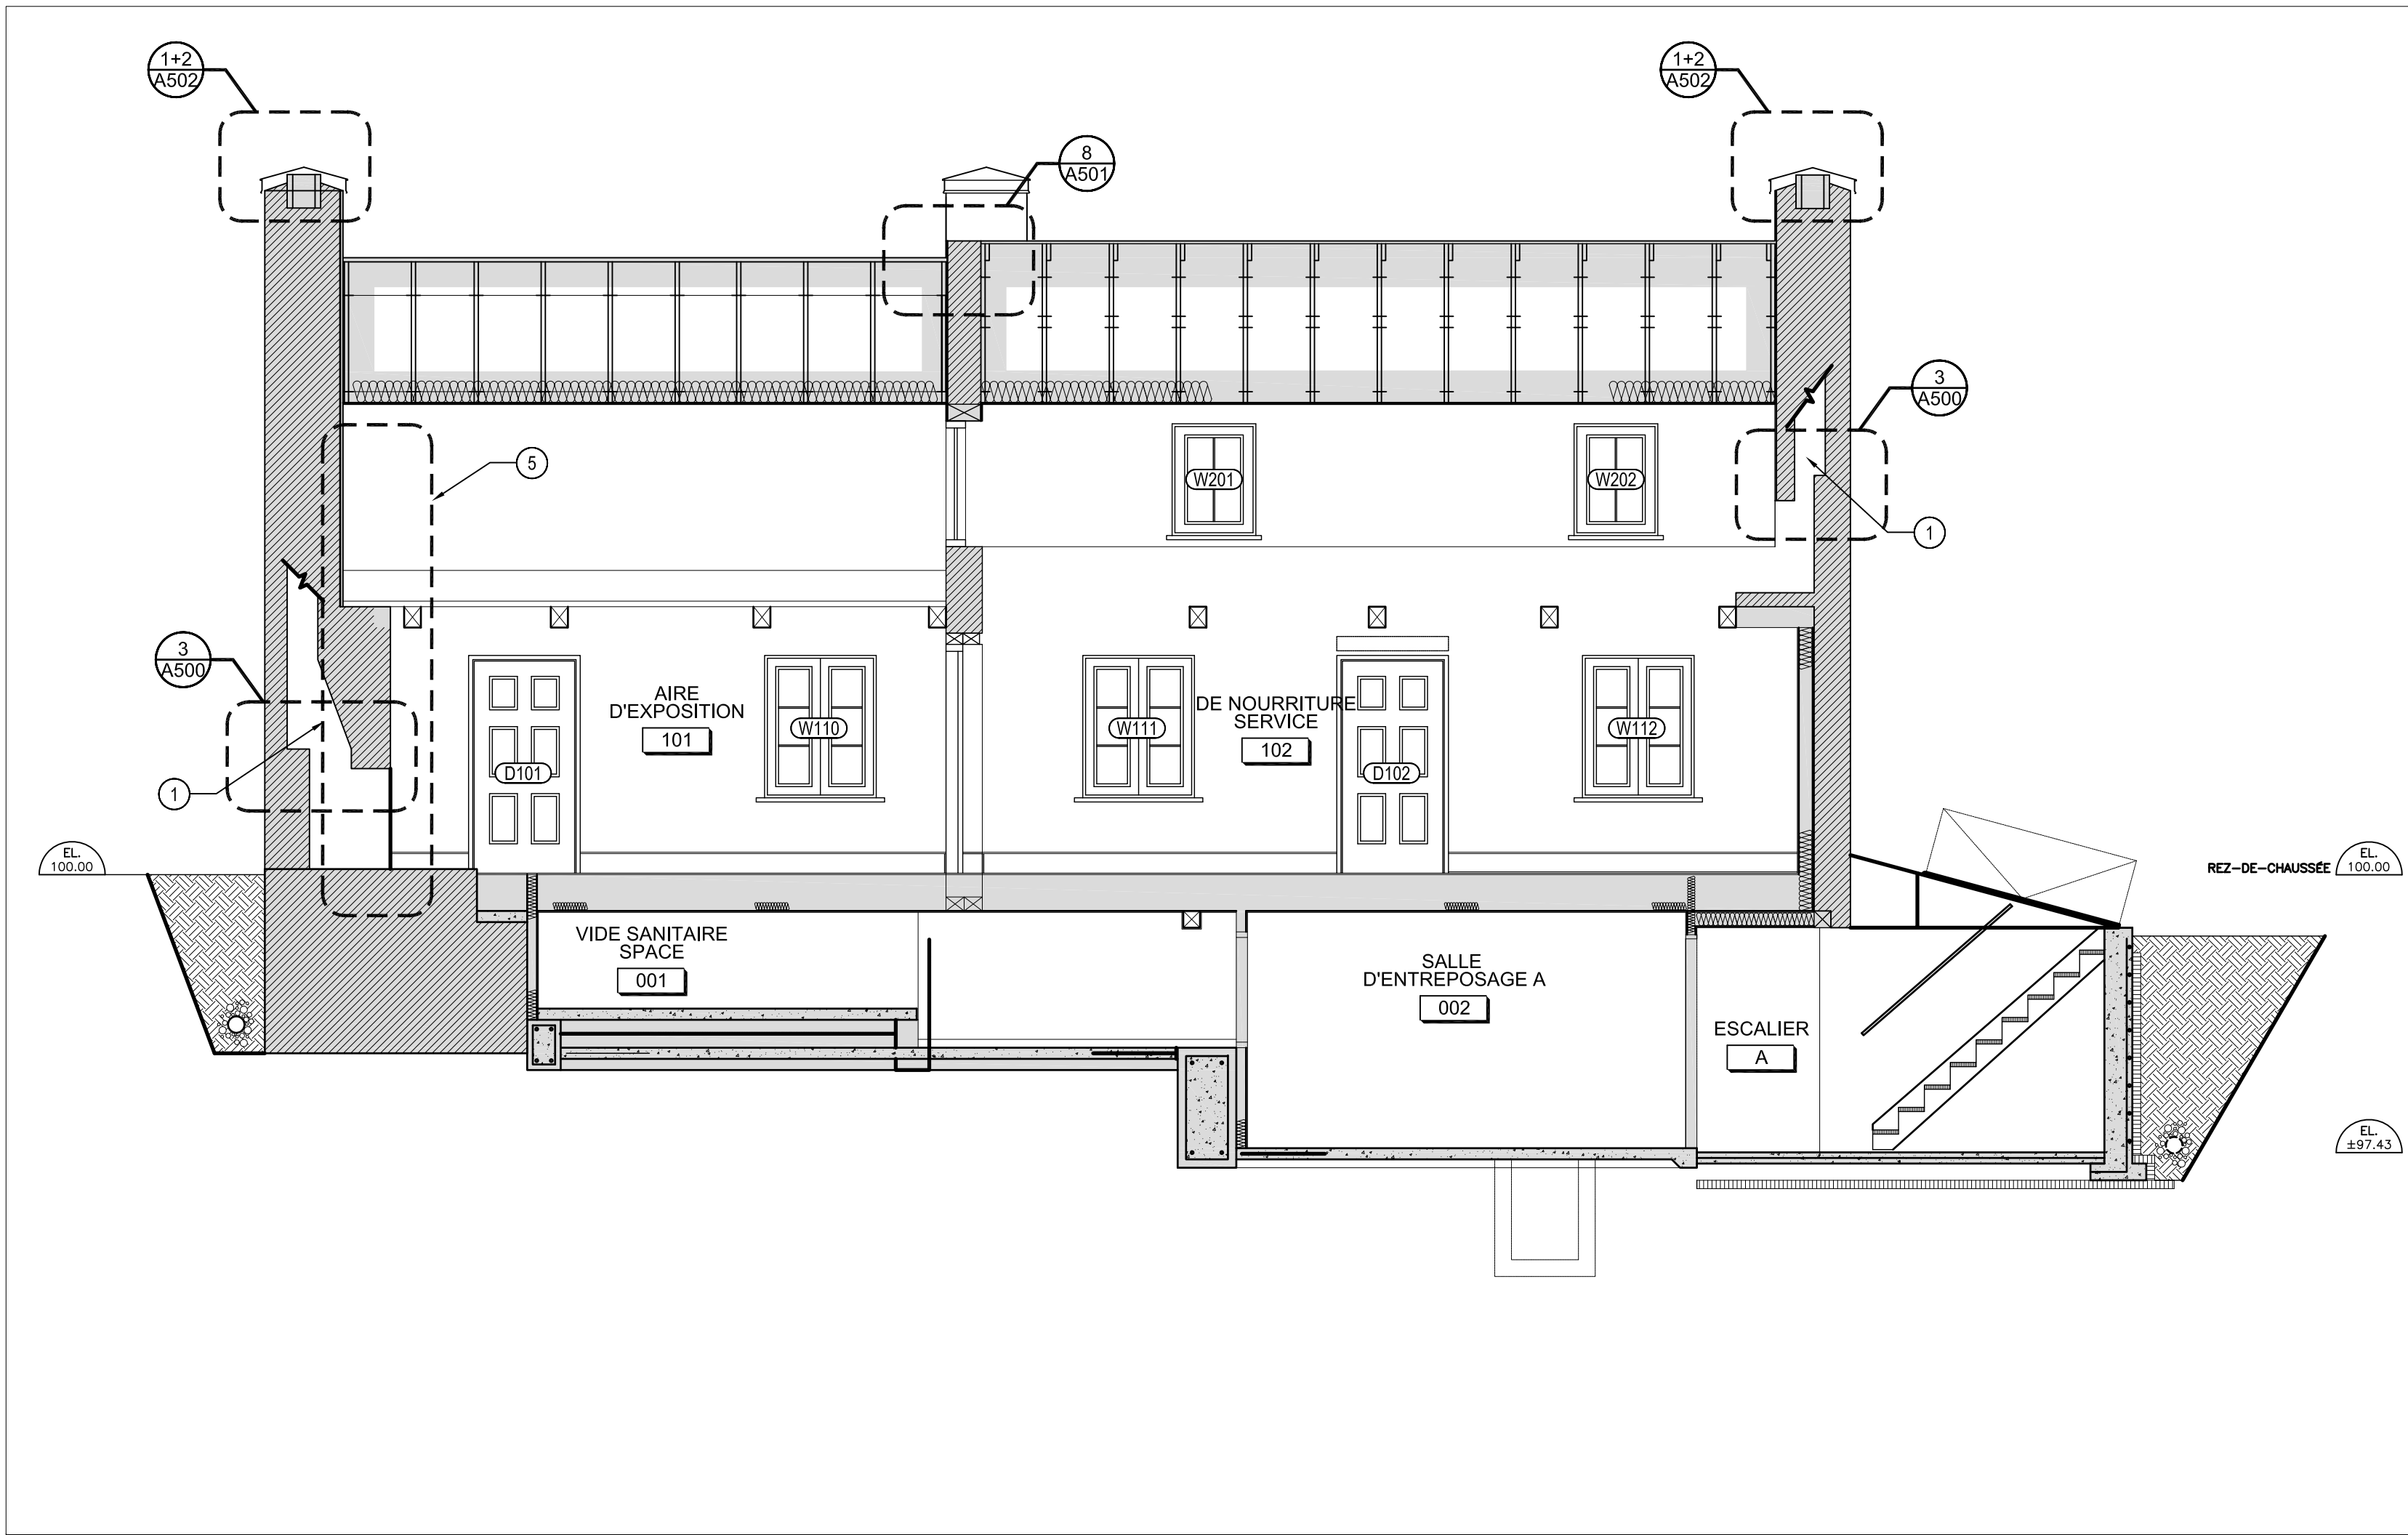 1+2
A502
1+2
A502
8
A501
3
A500
5
W201
W202
1
3
A500
AIRE
D'EXPOSITION
101
W110
W111
DE NOURRITURE
SERVICE
102
W112
D101
D102
1
EL.
100.00
REZ-DE-CHAUSSÉE
EL.
100.00
VIDE SANITAIRE
SPACE
001
SALLE
D'ENTREPOSAGE A
002
ESCALIER
A
EL.
±97.43